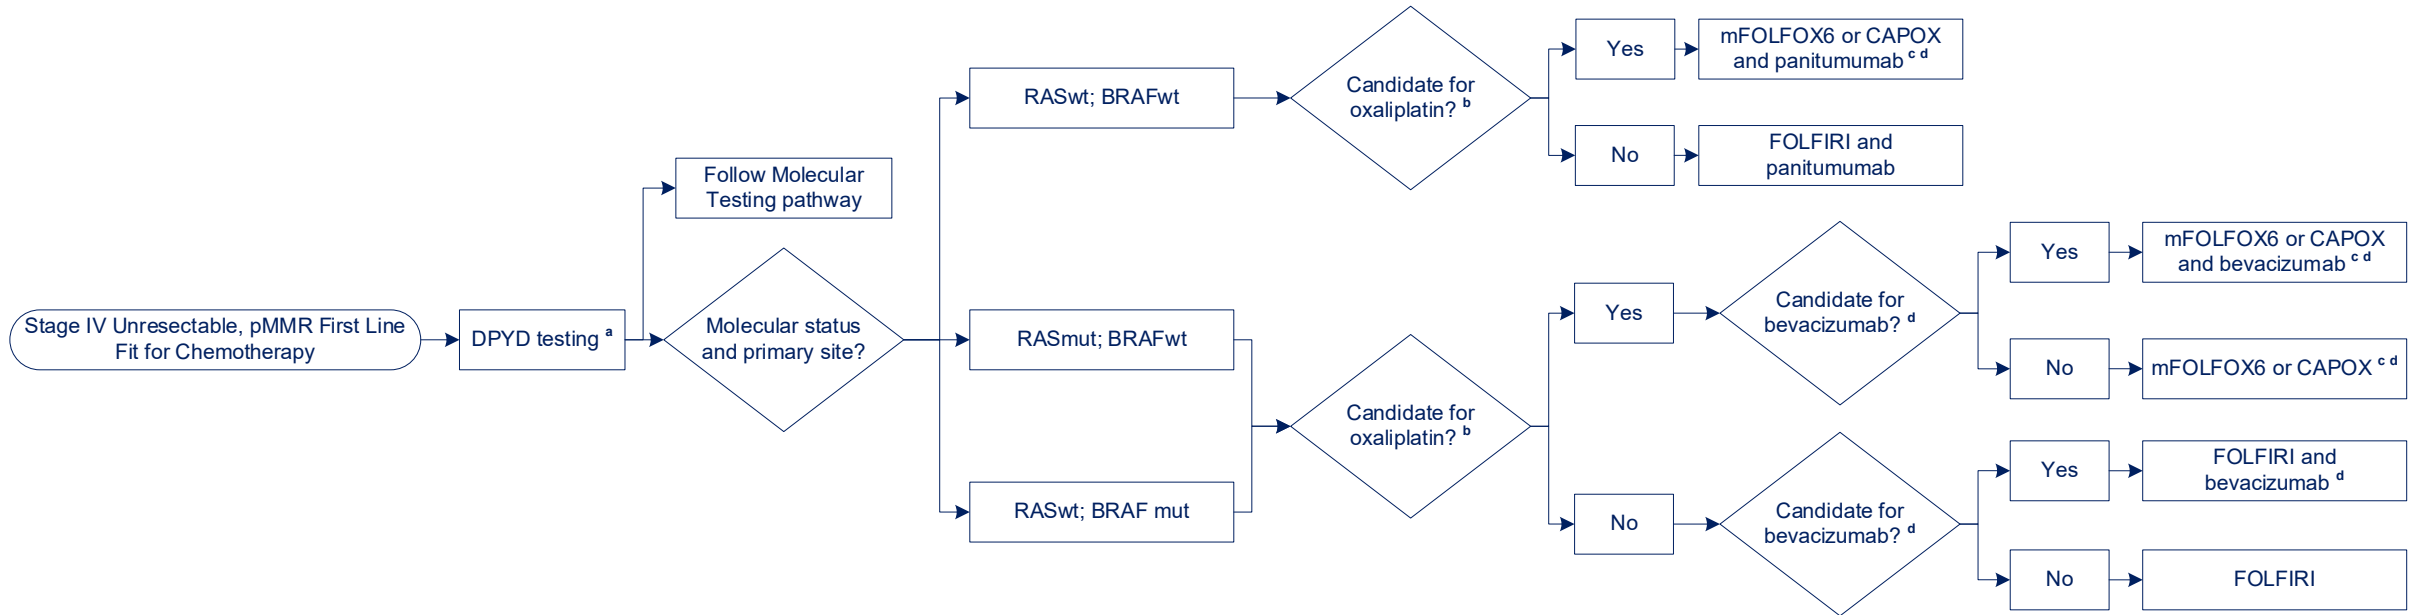 Stage IV Unresectable, pMMR First Line
Fit for Chemotherapy
DPYD testing a
Follow Molecular
Testing pathway
Molecular status
and primary site?
RASwt; BRAFwt
Candidate for
oxaliplatin? b
Yes
mFOLFOX6 or CAPOX
and panitumumab c d
No
FOLFIRI and
panitumumab
RASmut; BRAFwt
RASwt; BRAF mut
Candidate for
oxaliplatin? b
Yes
Candidate for
bevacizumab? d
Yes
mFOLFOX6 or CAPOX
and bevacizumab c d
No
mFOLFOX6 or CAPOX c d
No
Candidate for
bevacizumab? d
Yes
FOLFIRI and
bevacizumab d
No
FOLFIRI